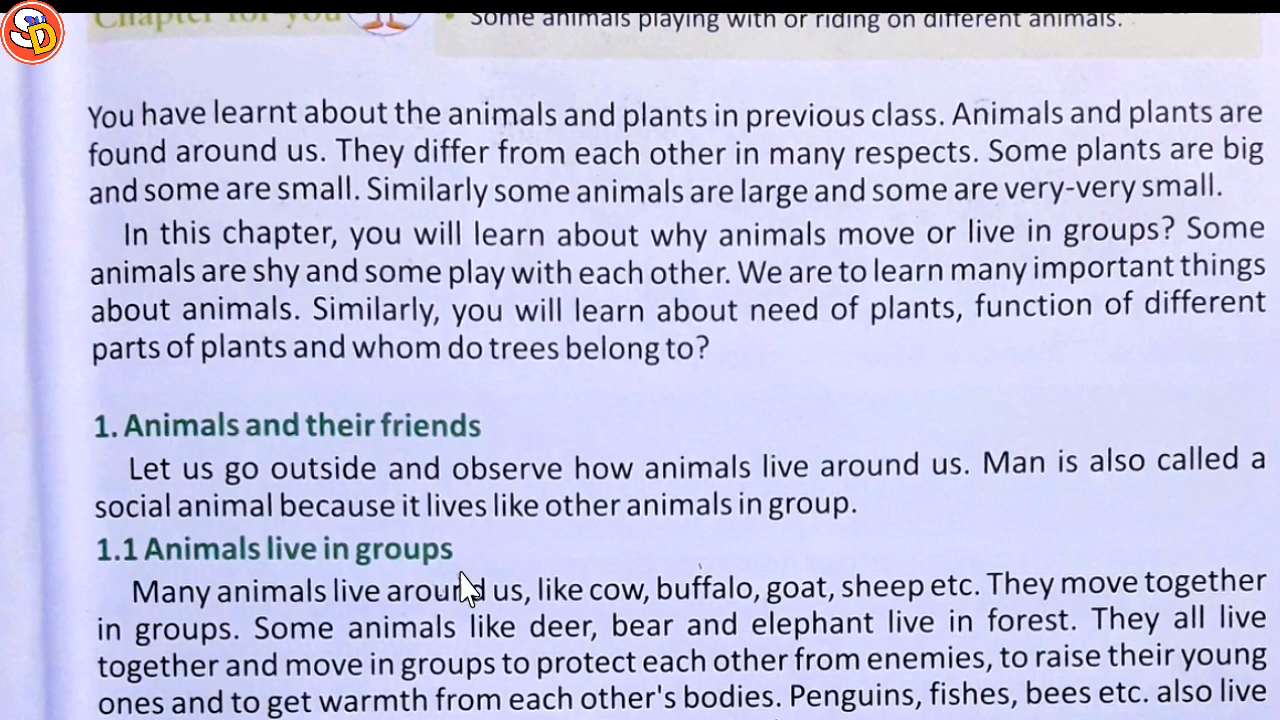 Chapter for you
• Some animals playing with or riding on different animals.
SD
You have learnt about the animals and plants in previous class. Animals and plants are
found around us. They differ from each other in many respects. Some plants are big
and some are small. Similarly some animals are large and some are very-very small.
In this chapter, you will learn about why animals move or live in groups? Some
animals are shy and some play with each other. We are to learn many important things
about animals. Similarly, you will learn about need of plants, function of different
parts of plants and whom do trees belong to?
1. Animals and their friends
Let us go outside and observe how animals live around us. Man is also called a
social animal because it lives like other animals in group.
1.1 Animals live in groups
Many animals live around us, like cow, buffalo, goat, sheep etc. They move together
in groups. Some animals like deer, bear and elephant live in forest. They all live
together and move in groups to protect each other from enemies, to raise their young
ones and to get warmth from each other's bodies. Penguins, fishes, bees etc. also live